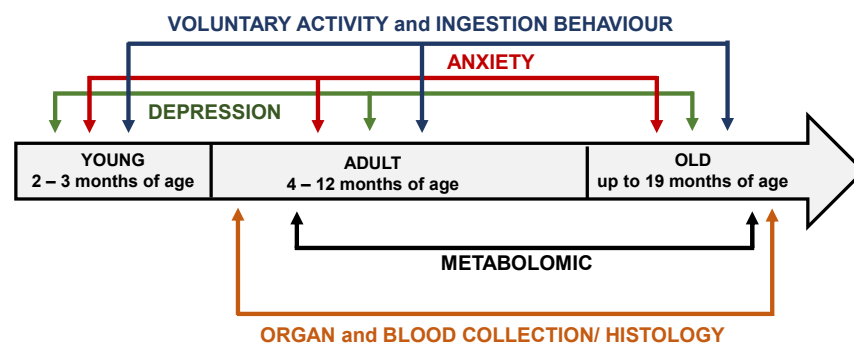 VOLUNTARY ACTIVITY and INGESTION BEHAVIOUR
ANXIETY
DEPRESSION
YOUNG
2 – 3 months of age
ADULT
4 – 12 months of age
OLD
up to 19 months of age
METABOLOMIC
ORGAN and BLOOD COLLECTION/ HISTOLOGY